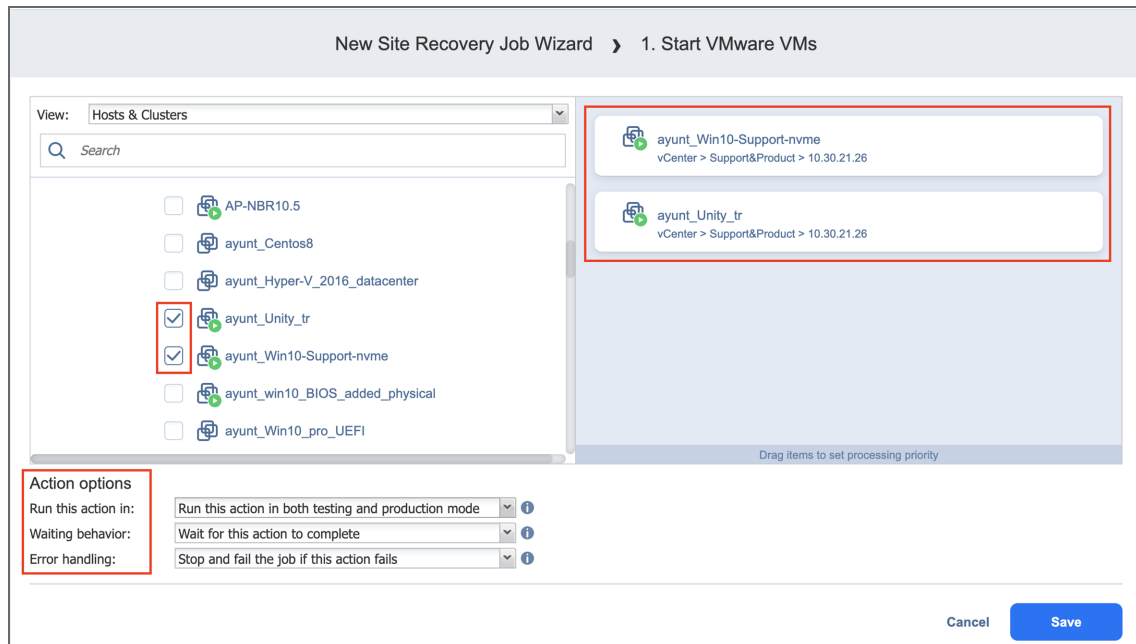 New Site Recovery Job Wizard ❯ 1. Start VMware VMs
View: Hosts & Clusters
Search
AP-NBR10.5
ayunt_Centos8
ayunt_Hyper-V_2016_datacenter
ayunt_Unity_tr
ayunt_Win10-Support-nvme
ayunt_win10_BIOS_added_physical
ayunt_Win10_pro_UEFI
ayunt_Win10-Support-nvme
vCenter > Support&Product > 10.30.21.26
ayunt_Unity_tr
vCenter > Support&Product > 10.30.21.26
Drag items to set processing priority
Action options
Run this action in: Run this action in both testing and production mode
Waiting behavior: Wait for this action to complete
Error handling: Stop and fail the job if this action fails
Cancel Save